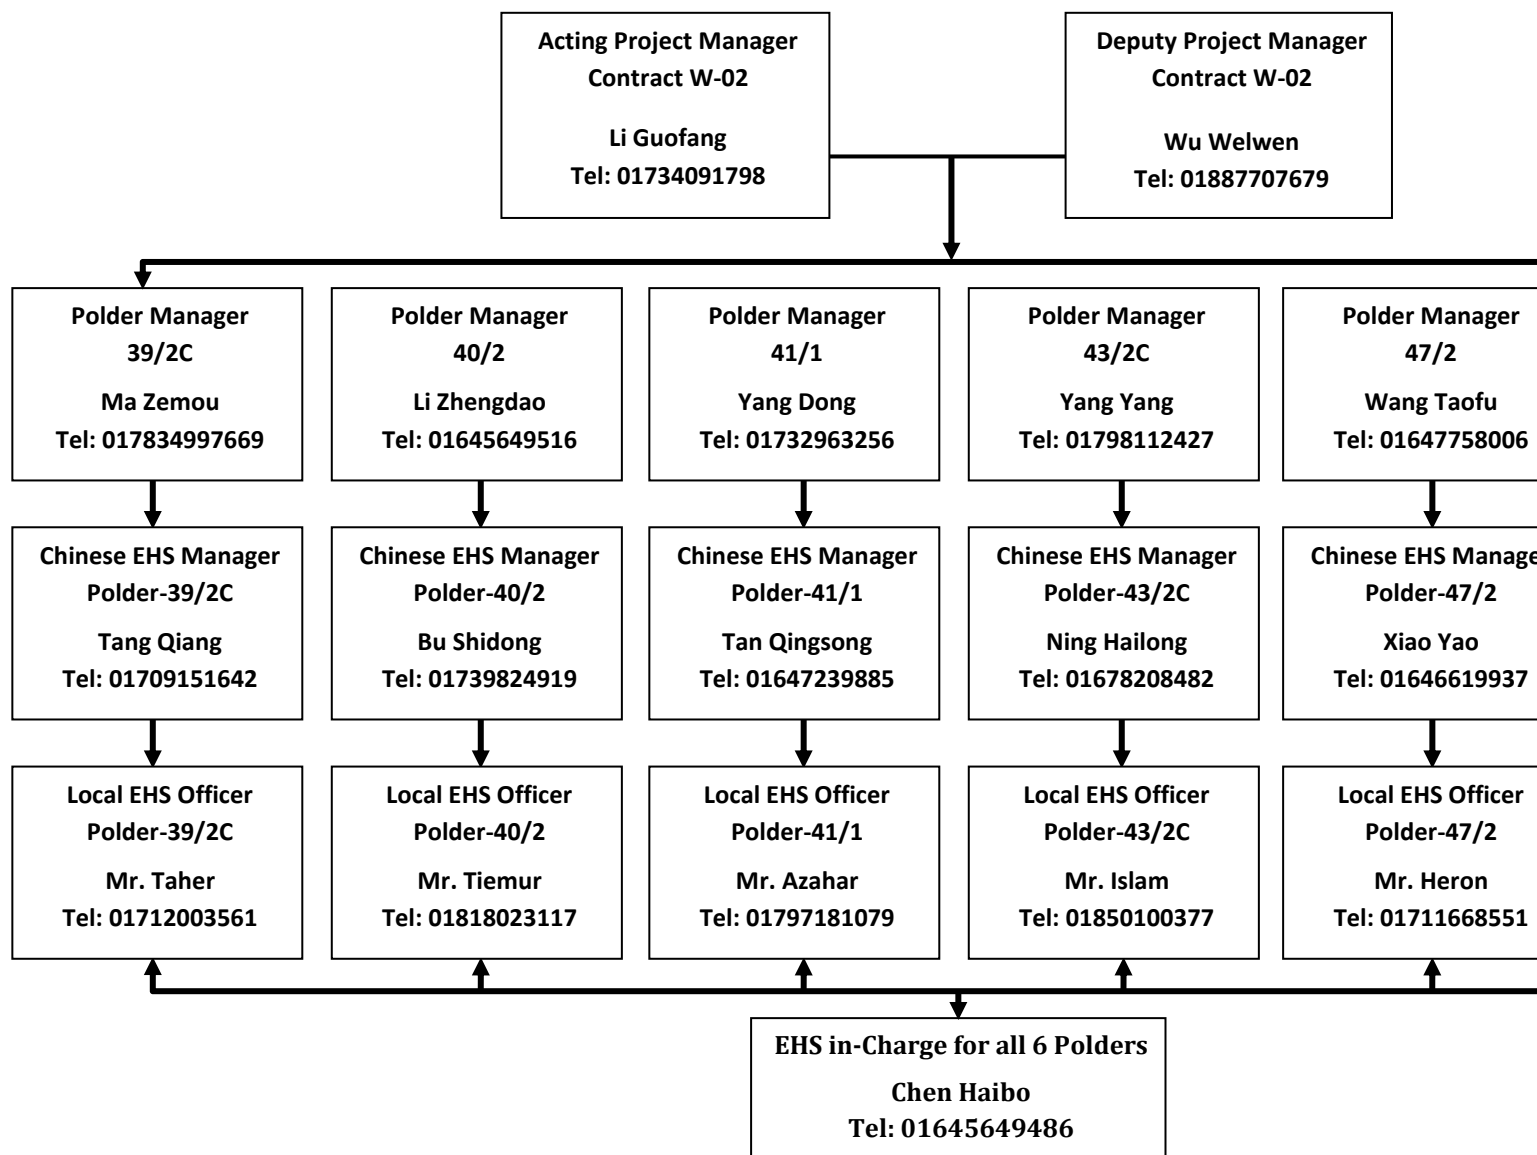 Acting Project Manager
Contract W-02
Li Guofang
Tel: 01734091798
Deputy Project Manager
Contract W-02
Wu Welwen
Tel: 01887707679
Polder Manager
39/2C
Ma Zemou
Tel: 017834997669
Polder Manager
40/2
Li Zhengdao
Tel: 01645649516
Polder Manager
41/1
Yang Dong
Tel: 01732963256
Polder Manager
43/2C
Yang Yang
Tel: 01798112427
Polder Manager
47/2
Wang Taofu
Tel: 01647758006
Chinese EHS Manager
Polder-39/2C
Tang Qiang
Tel: 01709151642
Chinese EHS Manager
Polder-40/2
Bu Shidong
Tel: 01739824919
Chinese EHS Manager
Polder-41/1
Tan Qingsong
Tel: 01647239885
Chinese EHS Manager
Polder-43/2C
Ning Hailong
Tel: 01678208482
Chinese EHS Manage
Polder-47/2
Xiao Yao
Tel: 01646619937
Local EHS Officer
Polder-39/2C
Mr. Taher
Tel: 01712003561
Local EHS Officer
Polder-40/2
Mr. Tiemur
Tel: 01818023117
Local EHS Officer
Polder-41/1
Mr. Azahar
Tel: 01797181079
Local EHS Officer
Polder-43/2C
Mr. Islam
Tel: 01850100377
Local EHS Officer
Polder-47/2
Mr. Heron
Tel: 01711668551
EHS in-Charge for all 6 Polders
Chen Haibo
Tel: 01645649486